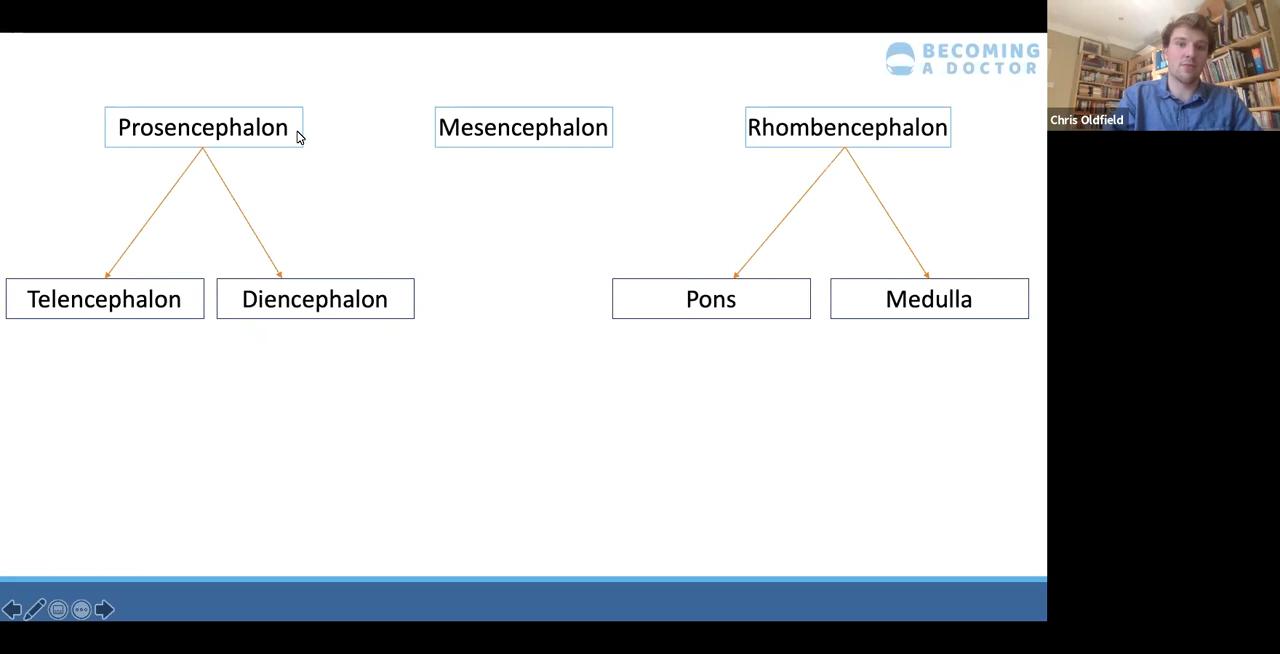 BECOMING
A DOCTOR
Prosencephalon
Mesencephalon
Rhombencephalon
Telencephalon
Diencephalon
Pons
Medulla
Chris Oldfield